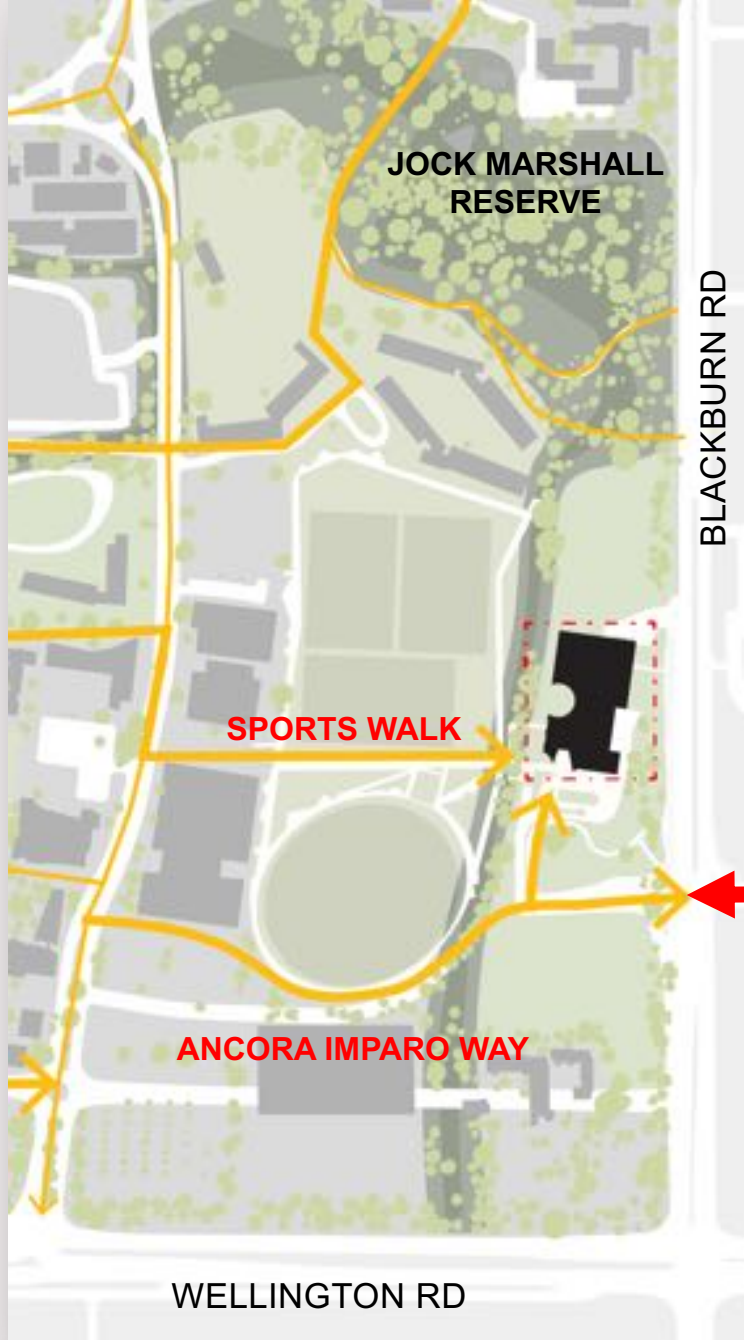 JOCK MARSHALL
RESERVE
BLACKBURN RD
SPORTS WALK
ANCORA IMPARO WAY
WELLINGTON RD